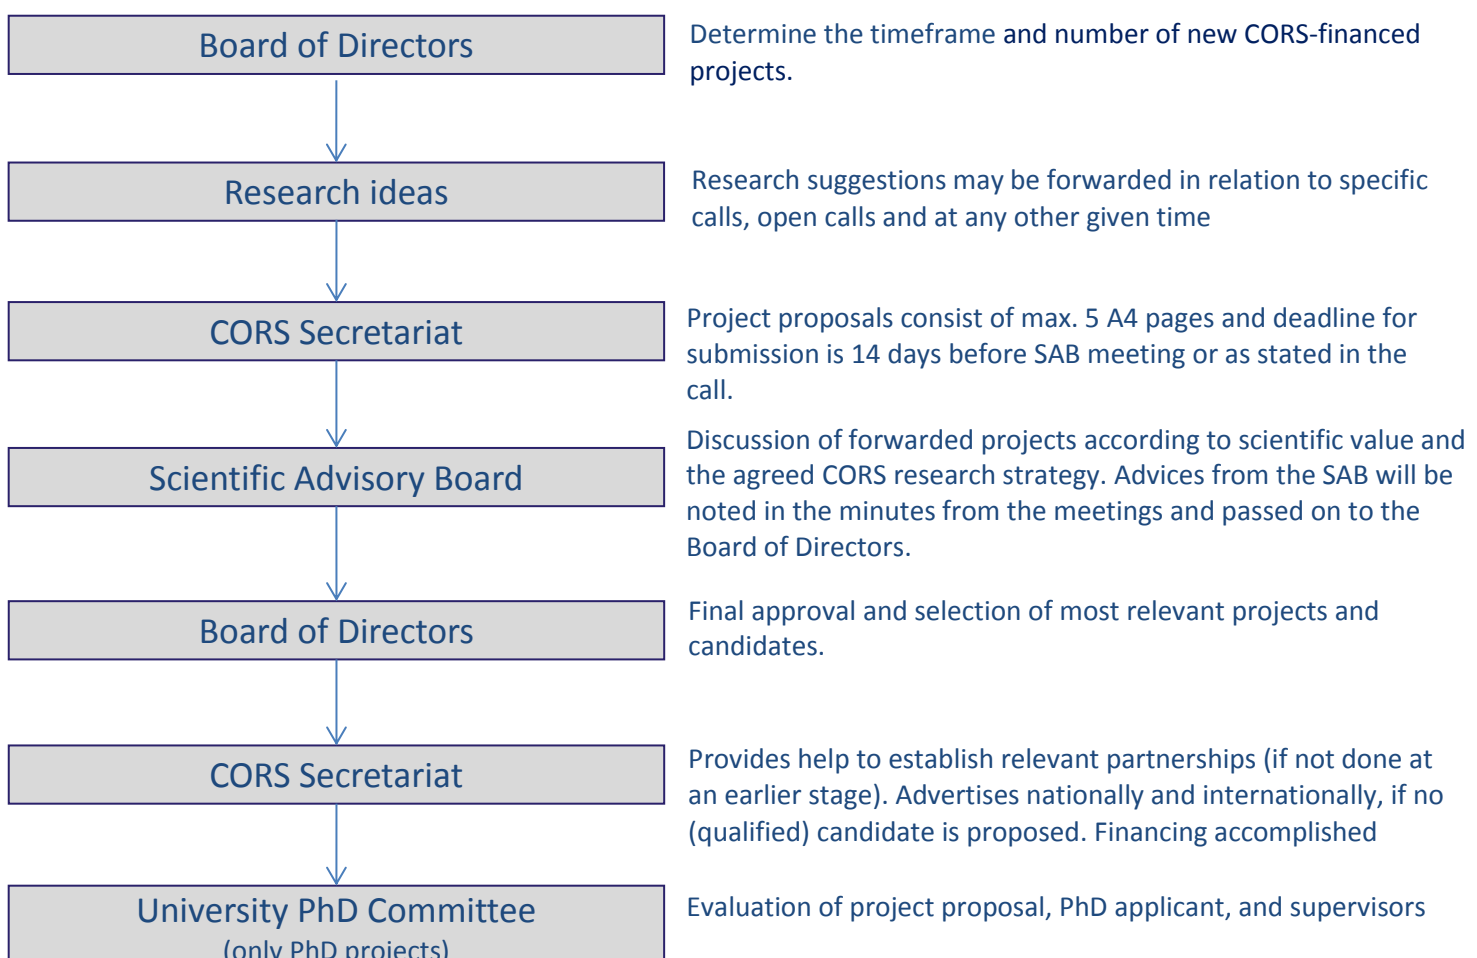 Board of Directors
Determine the timeframe and number of new CORS-financed
projects.
Research ideas
Research suggestions may be forwarded in relation to specific
calls, open calls and at any other given time
CORS Secretariat
Project proposals consist of max. 5 A4 pages and deadline for
submission is 14 days before SAB meeting or as stated in the
call.
Scientific Advisory Board
Discussion of forwarded projects according to scientific value and
the agreed CORS research strategy. Advices from the SAB will be
noted in the minutes from the meetings and passed on to the
Board of Directors.
Board of Directors
Final approval and selection of most relevant projects and
candidates.
CORS Secretariat
Provides help to establish relevant partnerships (if not done at
an earlier stage). Advertises nationally and internationally, if no
(qualified) candidate is proposed. Financing accomplished
University PhD Committee
(only PhD projects)
Evaluation of project proposal, PhD applicant, and supervisors